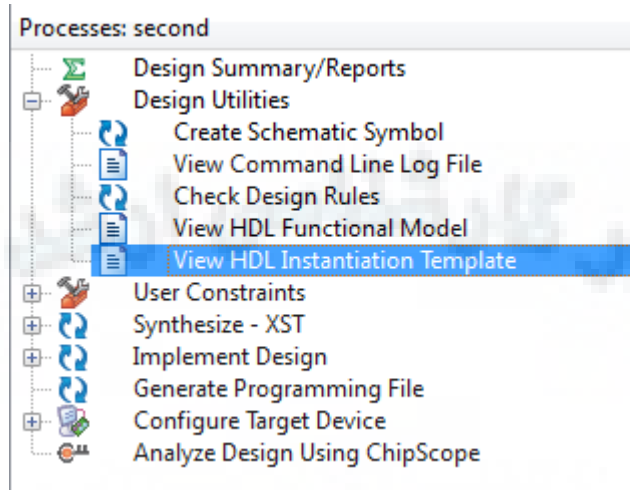 Processes: second
Design Summary/Reports
Design Utilities
Create Schematic Symbol
View Command Line Log File
Check Design Rules
View HDL Functional Model
View HDL Instantiation Template
User Constraints
Synthesize - XST
Implement Design
Generate Programming File
Configure Target Device
Analyze Design Using ChipScope